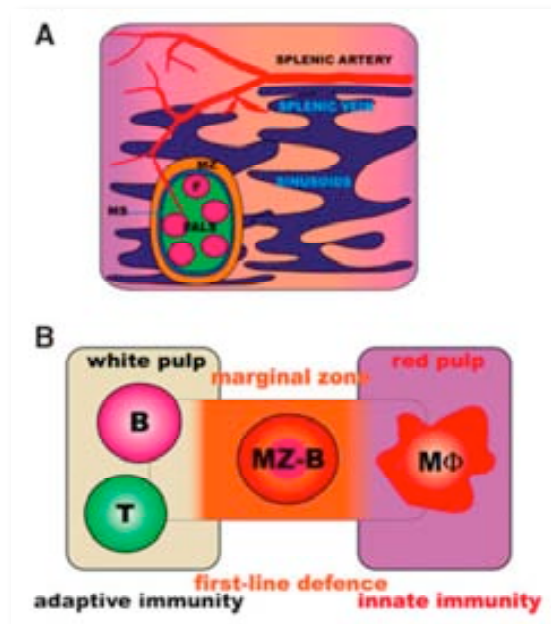 A
SPLENIC ARTERY
SPLENIC VEIN
MZ
F
SINUSOIDS
MS
PALS
B
white pulp
red pulp
marginal zone
B
MZ-B
MΦ
T
first-line defence
adaptive immunity
innate immunity